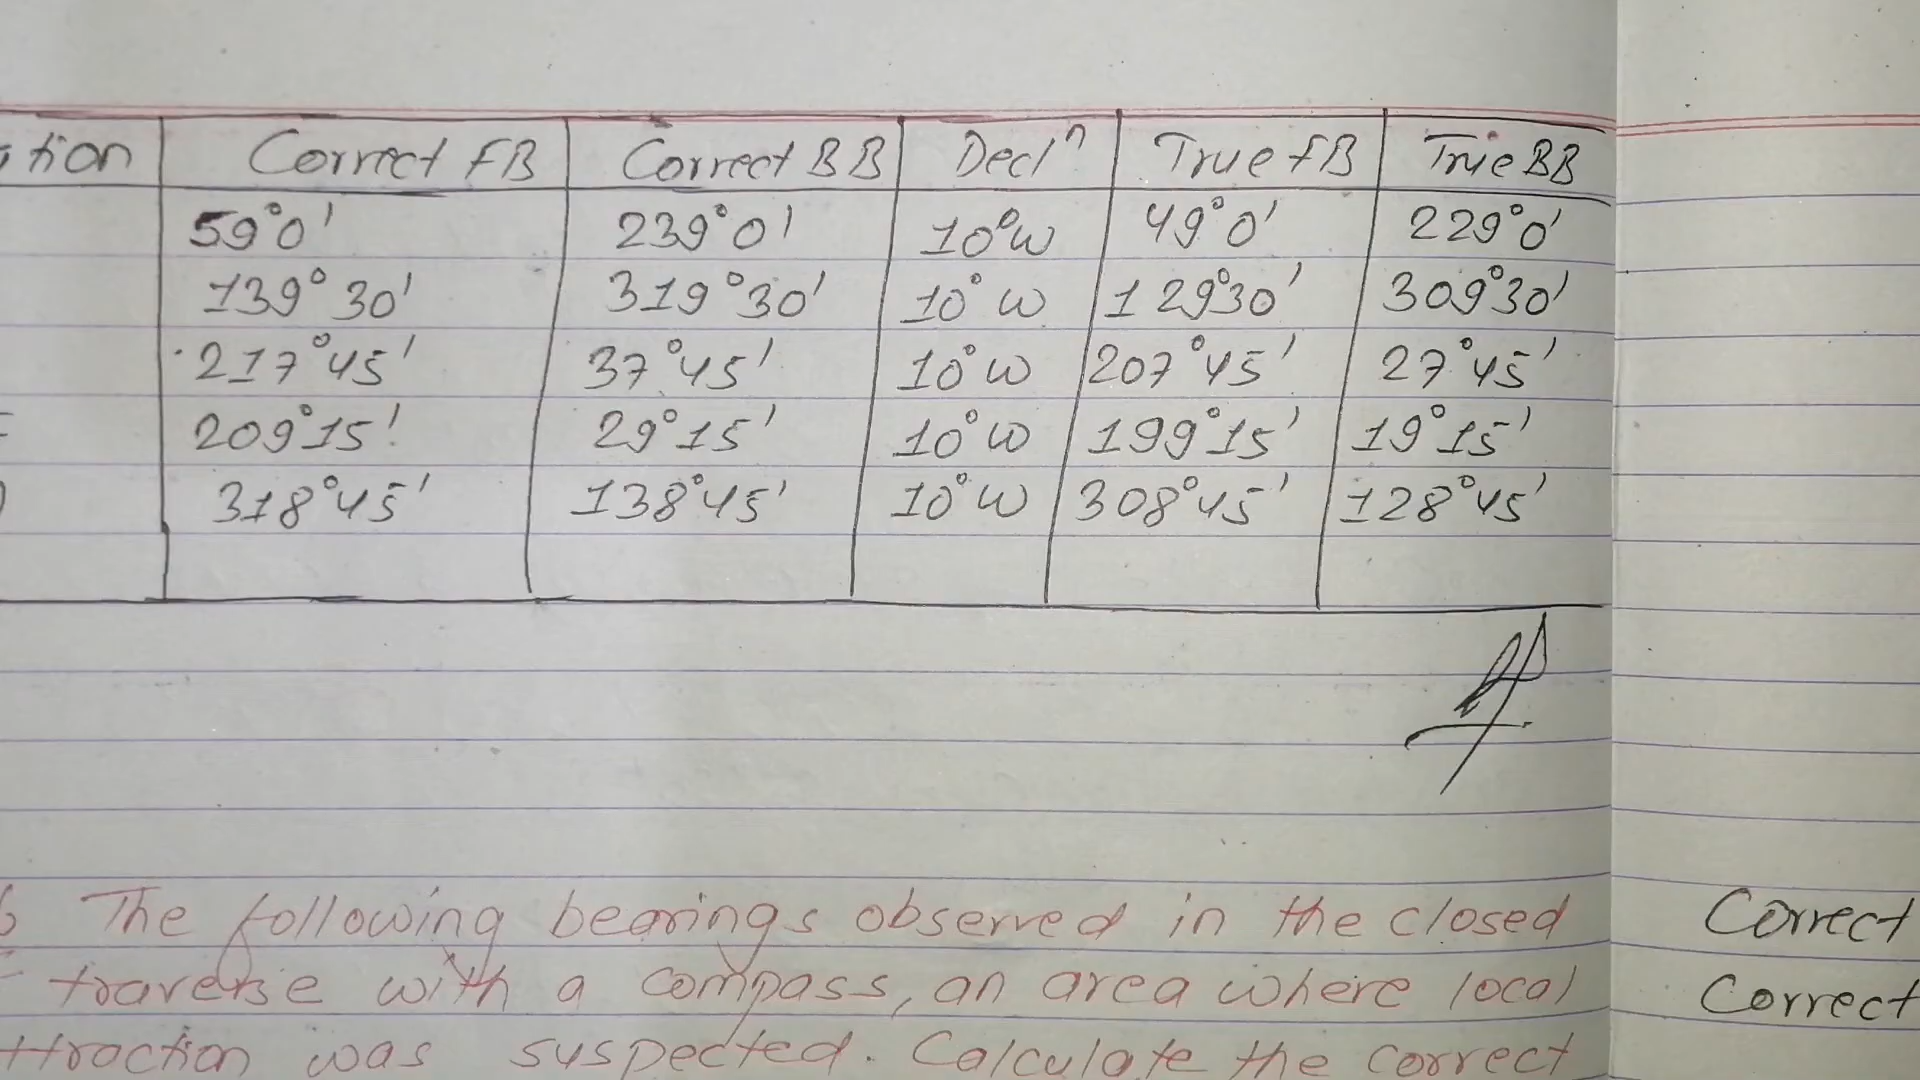 tion Correct FB Correct BB Declⁿ True FB True BB
59°0' 239°0' 10°W 49°0' 229°0'
139°30' 319°30' 10°W 129°30' 309°30'
217°45' 37°45' 10°W 207°45' 27°45'
209°15' 29°15' 10°W 199°15' 19°15'
318°45' 138°45' 10°W 308°45' 128°45'
The following bearings observed in the closed
traverse with a compass, an area where local
ttraction was suspected. Calculate the correct
Correct
Correct